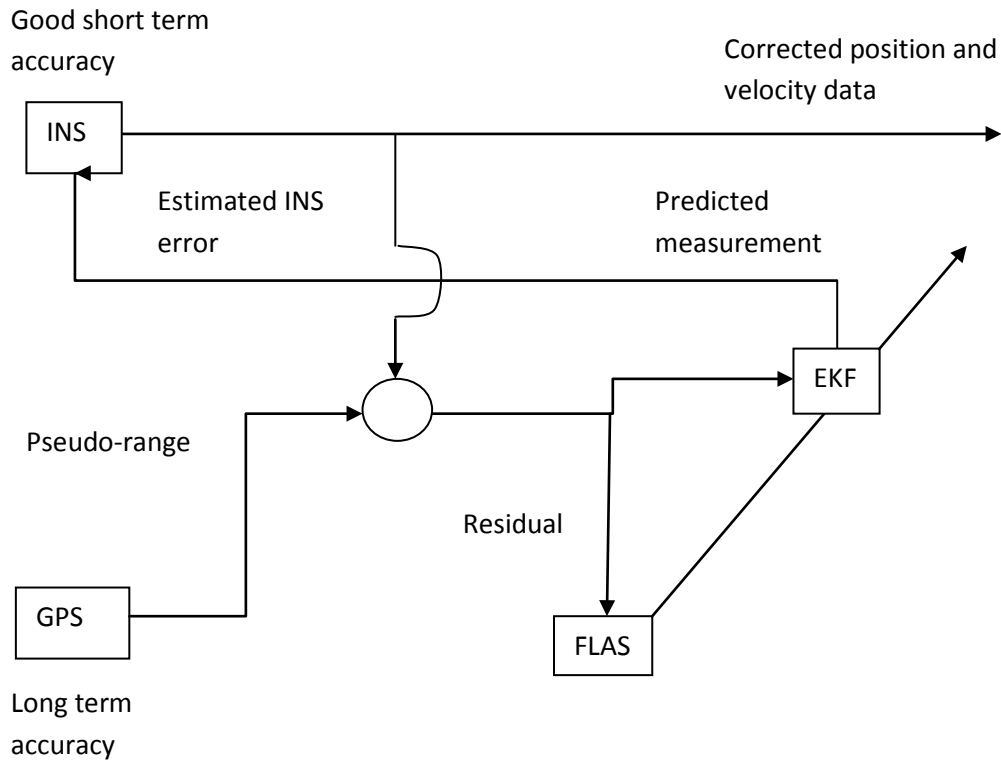 Good short term
accuracy
Corrected position and
velocity data
INS
Estimated INS
error
Predicted
measurement
EKF
Pseudo-range
Residual
GPS
FLAS
Long term
accuracy